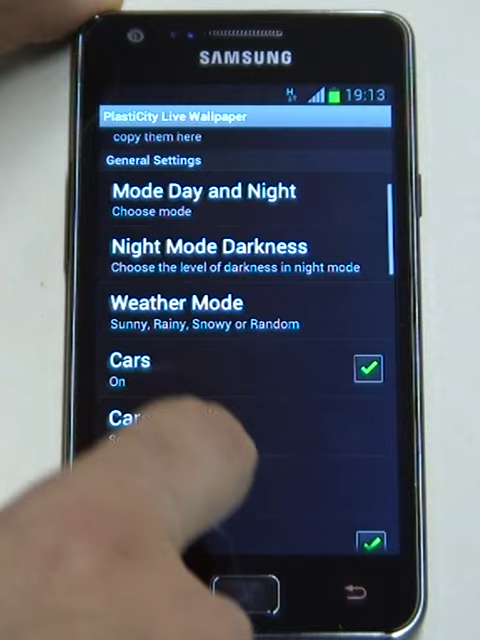 SAMSUNG
H 19:13
PlastiCity Live Wallpaper
copy them here
General Settings
Mode Day and Night
Choose mode
Night Mode Darkness
Choose the level of darkness in night mode
Weather Mode
Sunny, Rainy, Snowy or Random
Cars
On